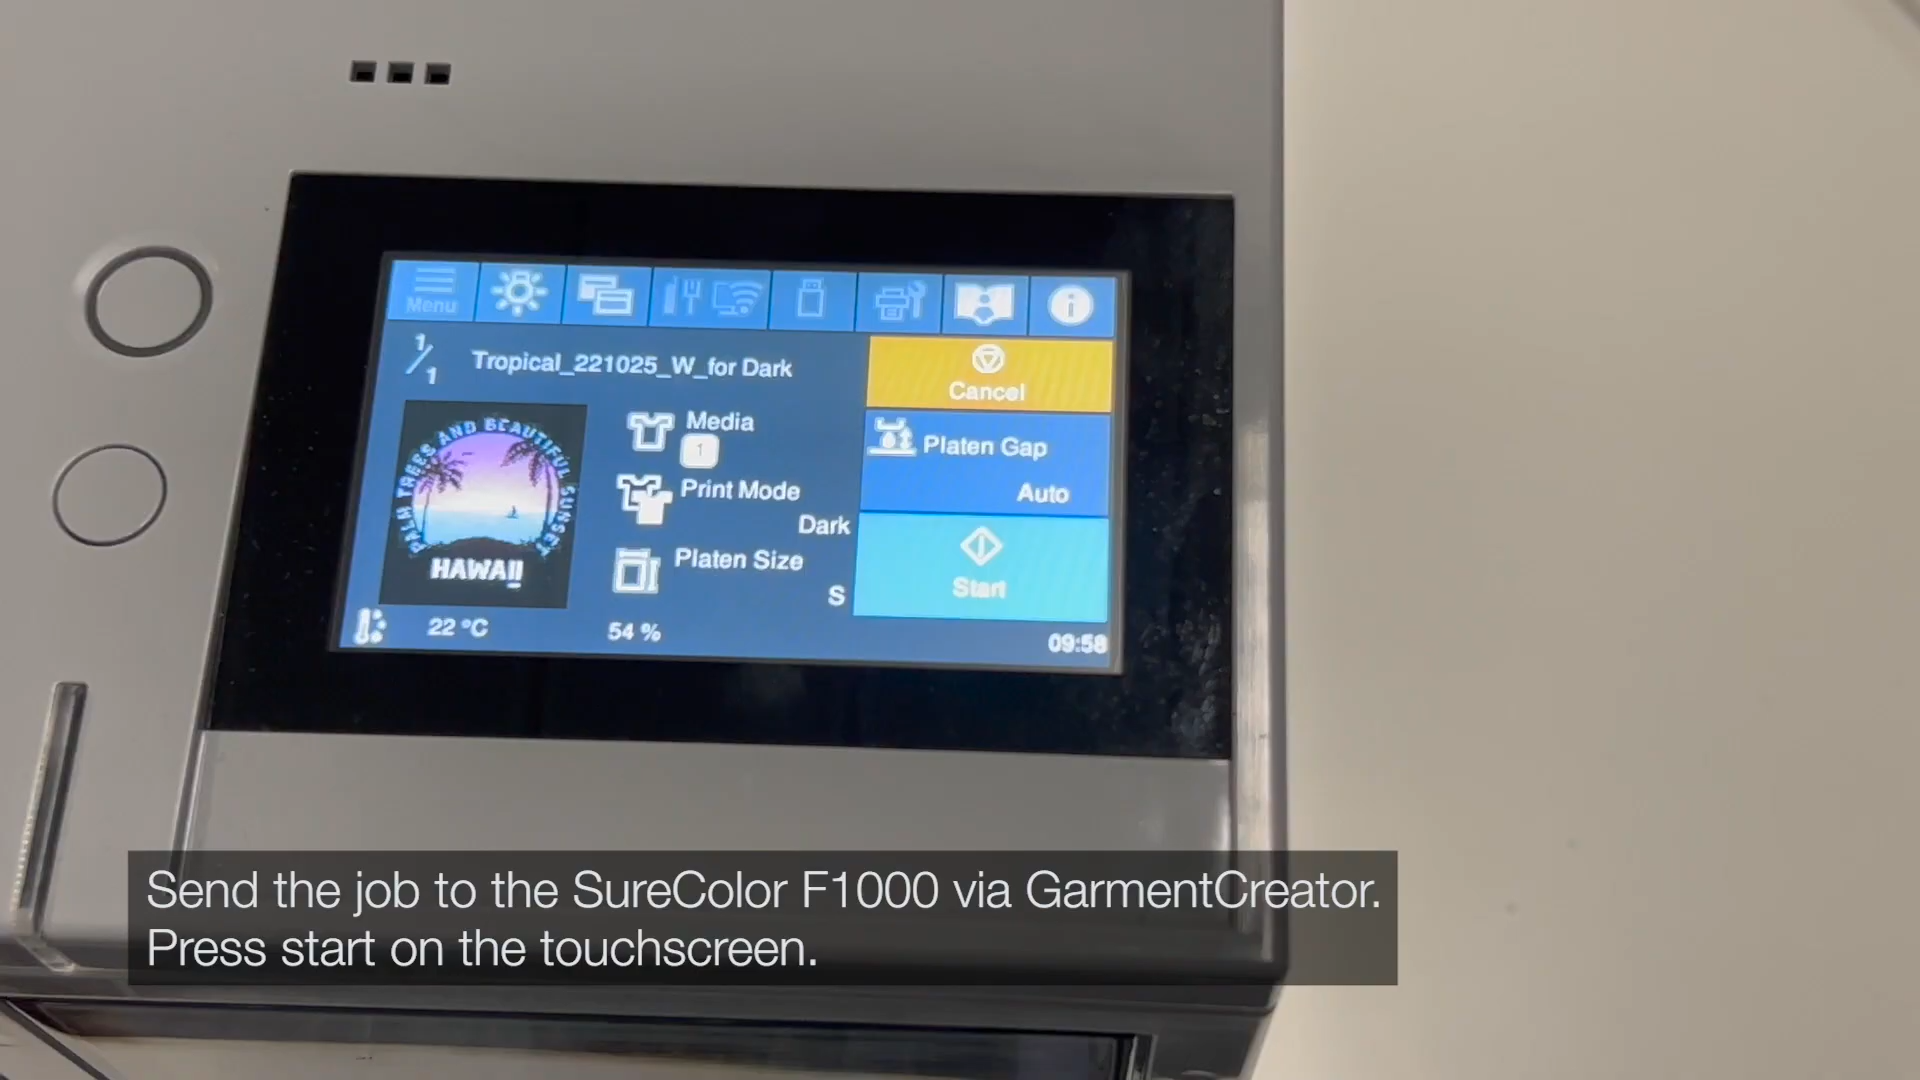 Menu
1/1
Tropical_221025_W_for Dark
Cancel
PALM TREES AND BEAUTIFUL SUNSET
HAWAII
Media
1
Print Mode
Dark
Platen Size
S
Platen Gap
Auto
Start
22 °C
54 %
09:58
Send the job to the SureColor F1000 via GarmentCreator.
Press start on the touchscreen.